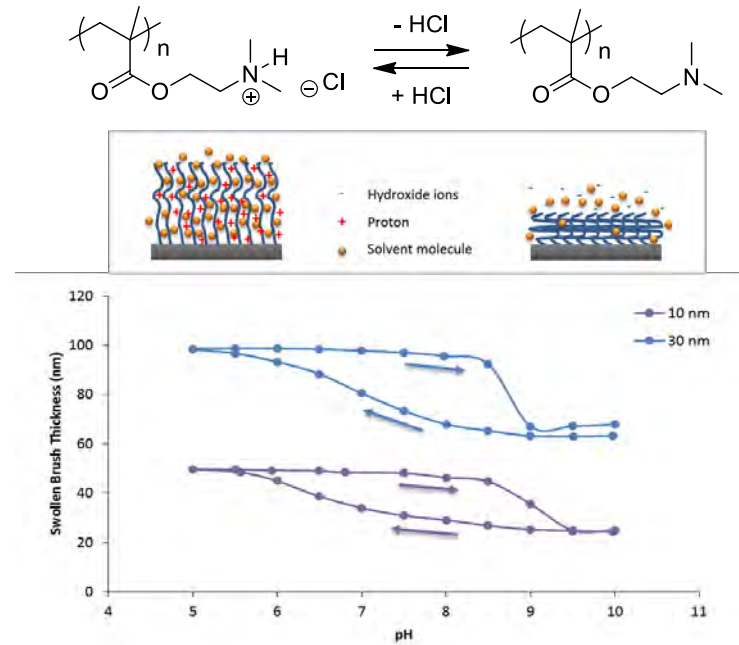 n
O
O
N
H
⊕
⊖ Cl
- HCl
+ HCl
n
O
O
N
- Hydroxide ions
+ Proton
Solvent molecule
120
100
80
60
40
20
0
Swollen Brush Thickness (nm)
10 nm
30 nm
4 5 6 7 8 9 10 11
pH